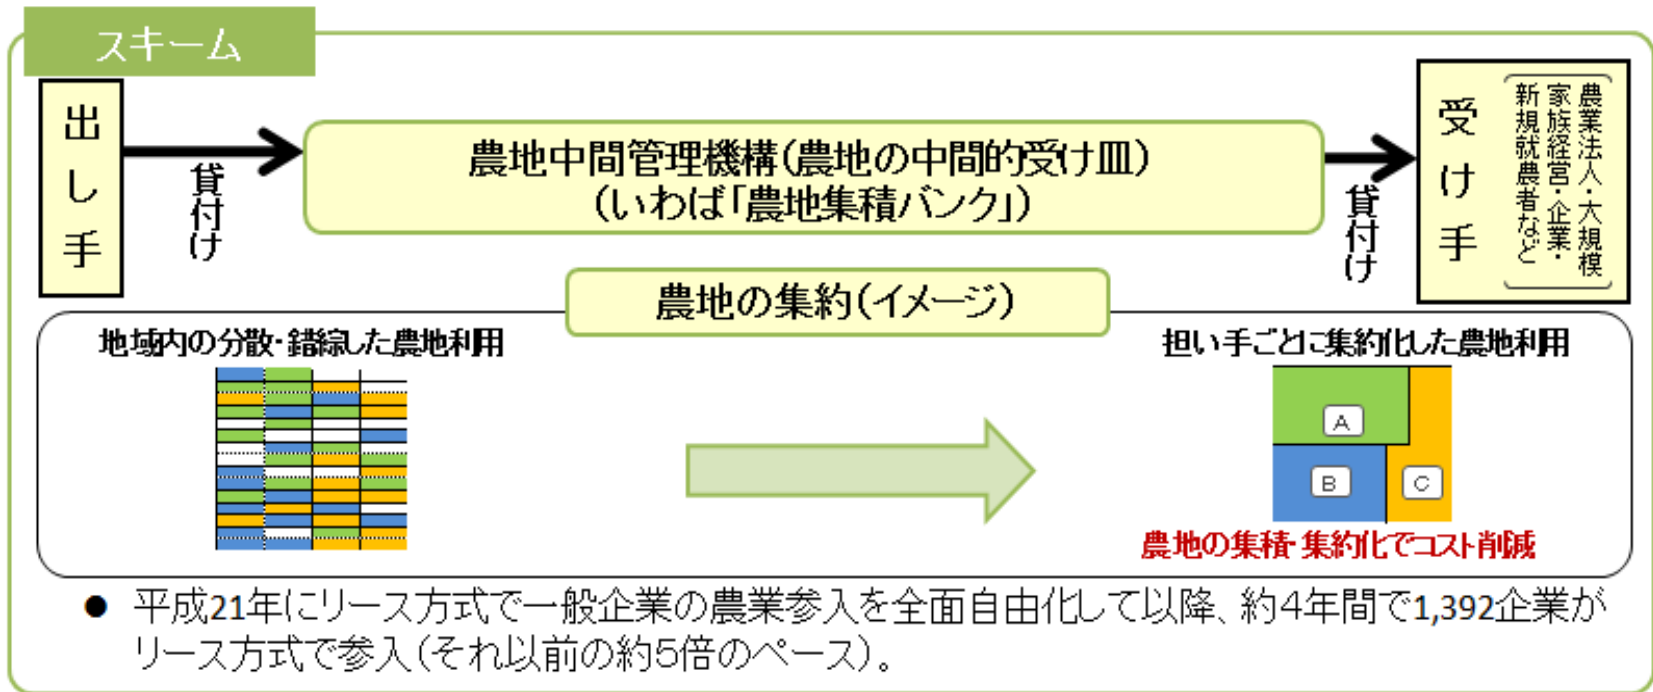 スキーム
出し手
貸付け
農地中間管理機構(農地の中間的受け皿)
(いわば「農地集積バンク」)
貸付け
受け手
農業法人・大規模
家族経営・企業・
新規就農者など
農地の集約(イメージ)
地域内の分散・錯綜した農地利用
担い手ごとに集約化した農地利用
A
B
C
農地の集積・集約化でコスト削減
● 平成21年にリース方式で一般企業の農業参入を全面自由化して以降、約4年間で1,392企業が
リース方式で参入(それ以前の約5倍のペース)。